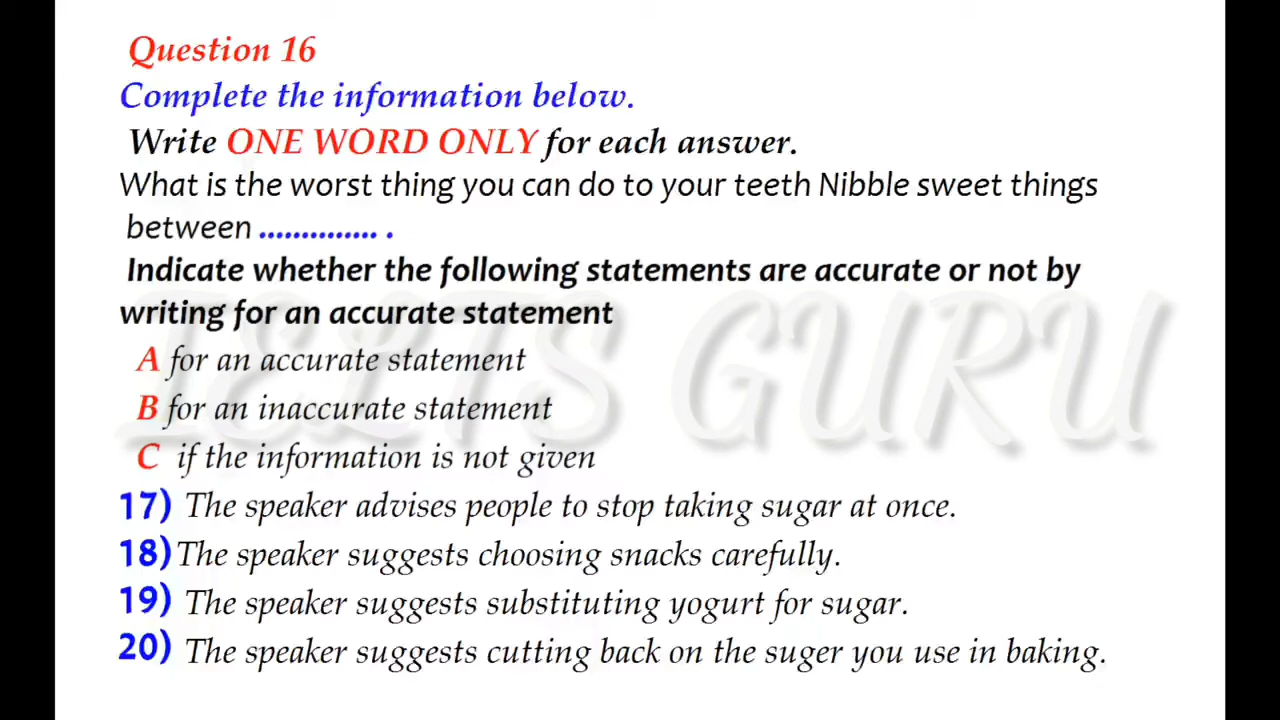 Question 16
Complete the information below.
Write ONE WORD ONLY for each answer.
What is the worst thing you can do to your teeth Nibble sweet things
between .............. .
Indicate whether the following statements are accurate or not by
writing for an accurate statement
A for an accurate statement
B for an inaccurate statement
C if the information is not given
17) The speaker advises people to stop taking sugar at once.
18) The speaker suggests choosing snacks carefully.
19) The speaker suggests substituting yogurt for sugar.
20) The speaker suggests cutting back on the suger you use in baking.
IELTS GURU